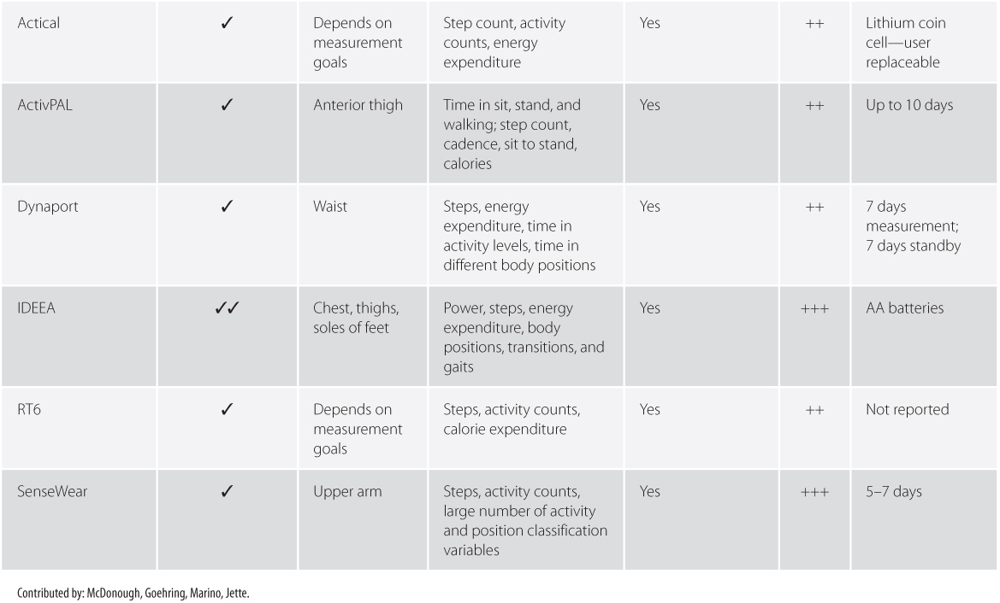 Actical ✓ Depends on Step count, activity Yes ++ Lithium coin
measurement counts, energy cell—user
goals expenditure replaceable
ActivPAL ✓ Anterior thigh Time in sit, stand, and Yes ++ Up to 10 days
walking; step count,
cadence, sit to stand,
calories
Dynaport ✓ Waist Steps, energy Yes ++ 7 days
expenditure, time in measurement;
activity levels, time in 7 days standby
different body positions
IDEEA ✓✓ Chest, thighs, Power, steps, energy Yes +++ AA batteries
soles of feet expenditure, body
positions, transitions, and
gaits
RT6 ✓ Depends on Steps, activity counts, Yes ++ Not reported
measurement calorie expenditure
goals
SenseWear ✓ Upper arm Steps, activity counts, Yes +++ 5–7 days
large number of activity
and position classification
variables
Contributed by: McDonough, Goehring, Marino, Jette.